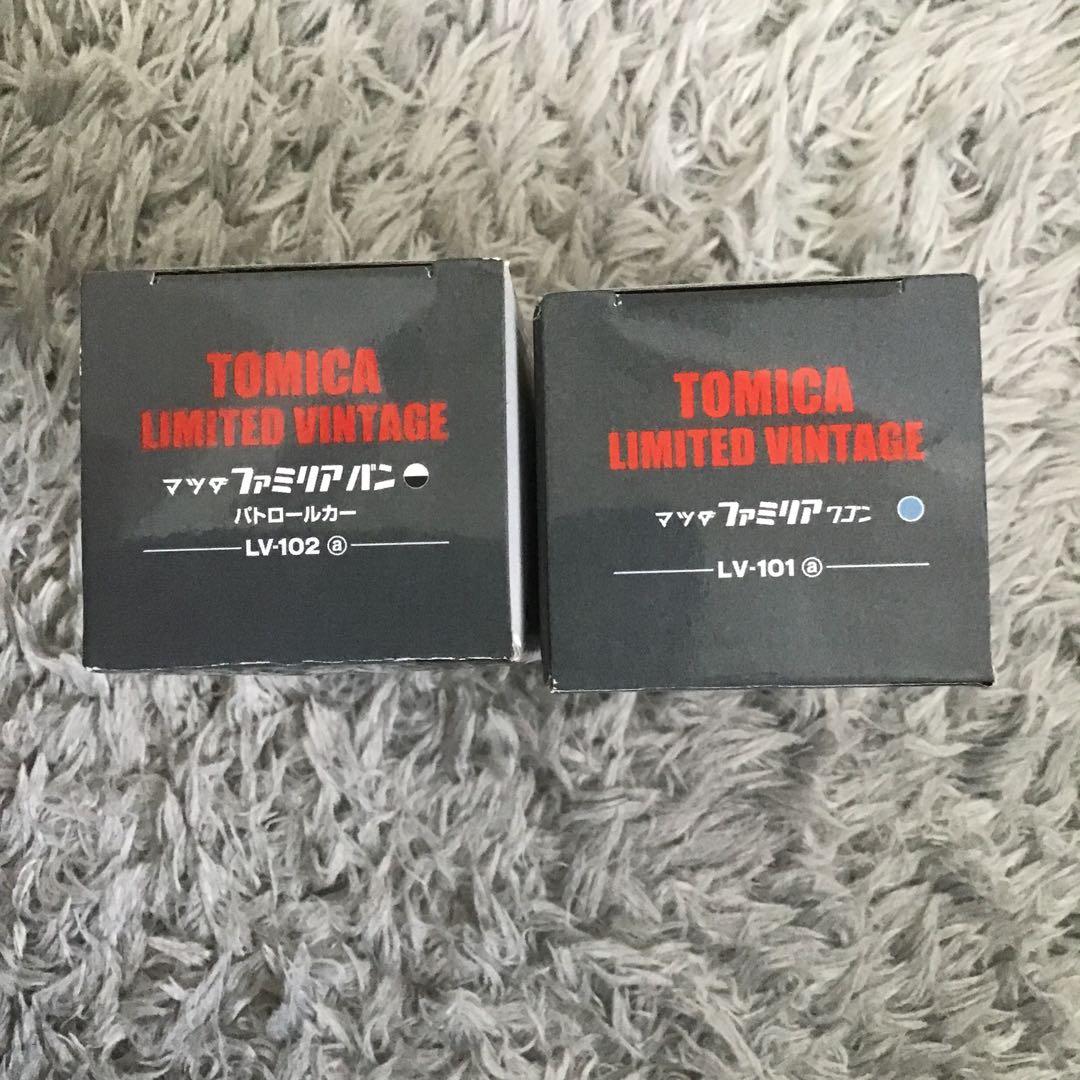 TOMICA
LIMITED VINTAGE
マツダ ファミリア バン
パトロールカー
LV-102 ⓐ
TOMICA
LIMITED VINTAGE
マツダ ファミリア ワゴン
LV-101 ⓐ